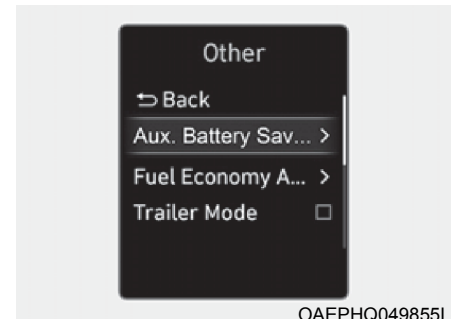 Other
Back
Aux. Battery Sav... >
Fuel Economy A... >
Trailer Mode
OAEPHQ049855L